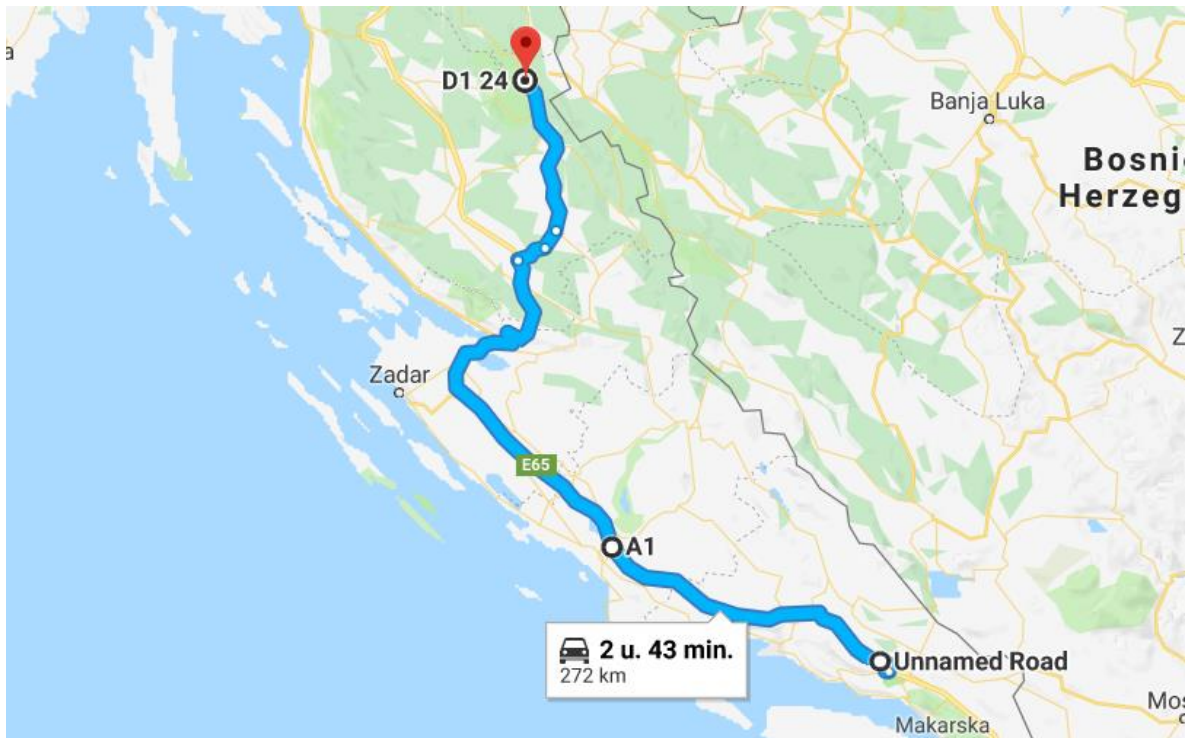 a
D1 24
Banja Luka
Bosni
Herzeg
Z
Zadar
E65
A1
2 u. 43 min.
272 km
Unnamed Road
Mos
Makarska